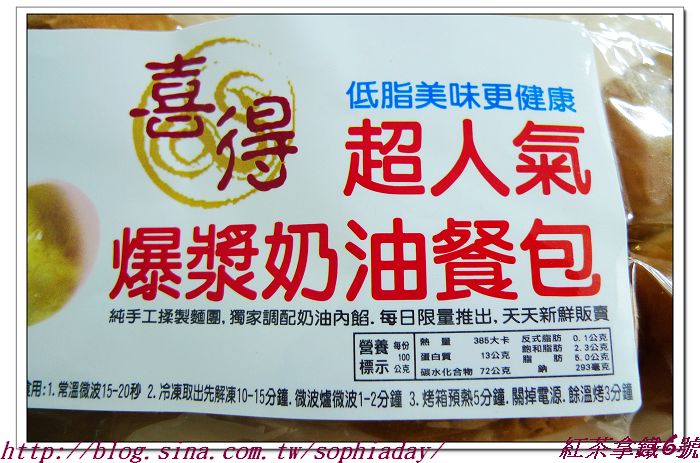 喜得
低脂美味更健康
超人氣
爆漿奶油餐包
純手工揉製麵團,獨家調配奶油內餡.每日限量推出,天天新鮮販賣
營養標示 每份100公克
熱量 385大卡 反式脂肪 0.1公克
蛋白質 13公克 飽和脂肪 2.3公克
脂肪 5.0公克
碳水化合物 72公克 鈉 293毫克
食用:1.常溫微波15-20秒 2.冷凍取出先解凍10-15分鐘.微波爐微波1-2分鐘 3.烤箱預熱5分鐘.關掉電源.餘溫烤3分鐘
http://blog.sina.com.tw/sophiaday/
紅茶拿鐵6號